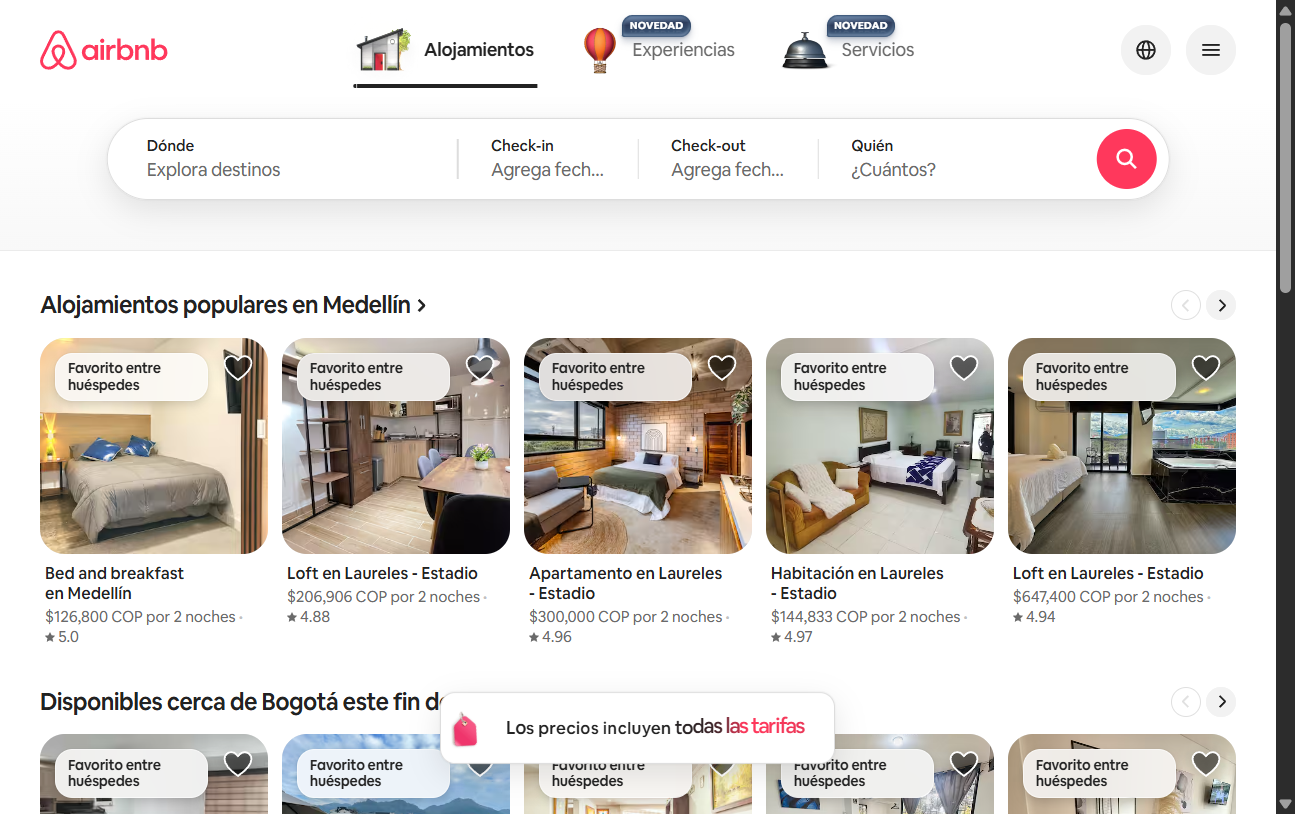 airbnb
Alojamientos
NOVEDAD
Experiencias
NOVEDAD
Servicios
Dónde
Explora destinos
Check-in
Agrega fech...
Check-out
Agrega fech...
Quién
¿Cuántos?
Alojamientos populares en Medellín
Favorito entre
huéspedes
Favorito entre
huéspedes
Favorito entre
huéspedes
Favorito entre
huéspedes
Favorito entre
huéspedes
Bed and breakfast
en Medellín
$126,800 COP por 2 noches ·
★ 5.0
Loft en Laureles - Estadio
$206,906 COP por 2 noches ·
★ 4.88
Apartamento en Laureles
- Estadio
$300,000 COP por 2 noches ·
★ 4.96
Habitación en Laureles
- Estadio
$144,833 COP por 2 noches ·
★ 4.97
Loft en Laureles - Estadio
$647,400 COP por 2 noches ·
★ 4.94
Disponibles cerca de Bogotá este fin
Los precios incluyen todas las tarifas
Favorito entre
huéspedes
Favorito entre
huéspedes
Favorito entre
huéspedes
Favorito entre
huéspedes
Favorito entre
huéspedes